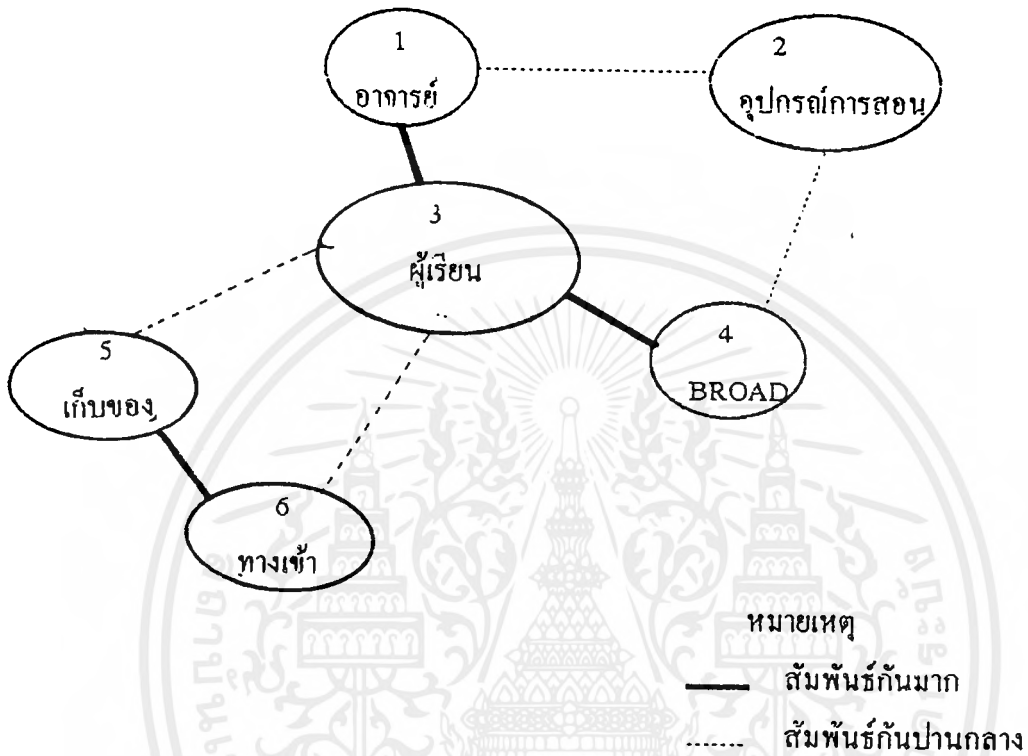 1
อาจารย์
2
อุปกรณ์การสอน
3
ผู้เรียน
4
BROAD
5
เก็บของ
6
ทางเข้า
หมายเหตุ
สัมพันธ์กันมาก
สัมพันธ์กันปานกลาง